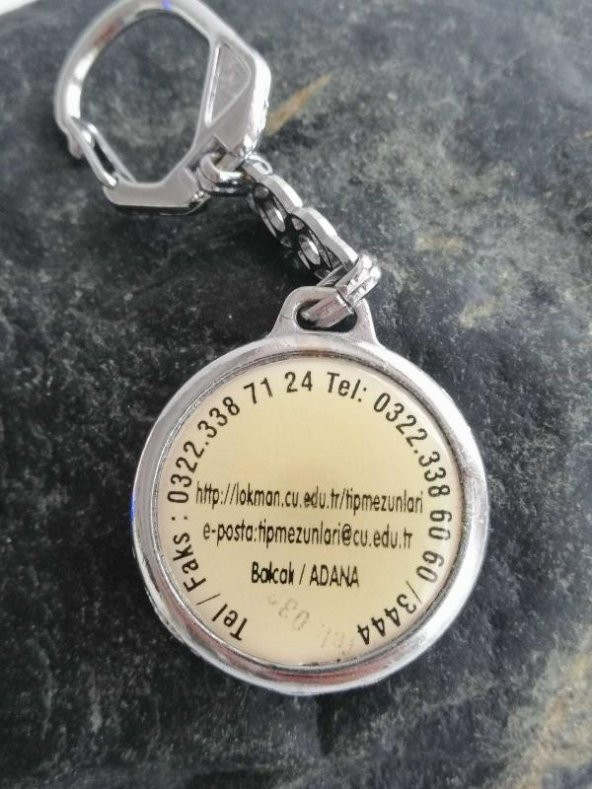 Tel / Faks : 0322.338 71 24 Tel: 0322.338 60 60 /3444
http://lokman.cu.edu.tr/tipmezunlari
e-posta:tipmezunlari@cu.edu.tr
Balcalı / ADANA